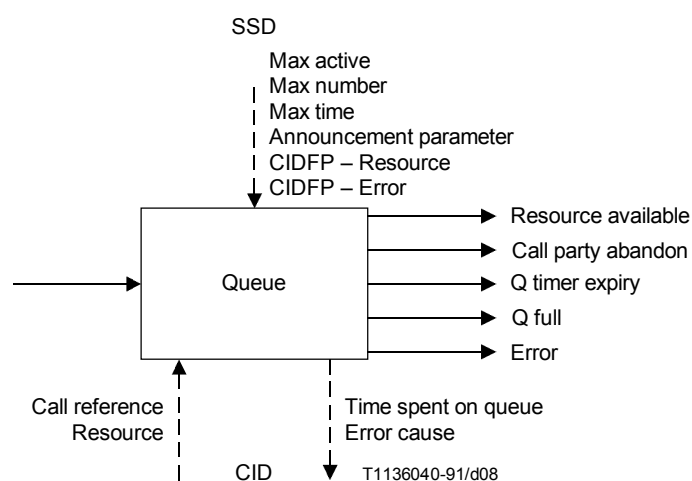 SSD
Max active
Max number
Max time
Announcement parameter
CIDFP – Resource
CIDFP – Error
Resource available
Call party abandon
Queue
Q timer expiry
Q full
Error
Call reference
Resource
Time spent on queue
Error cause
CID
T1136040-91/d08